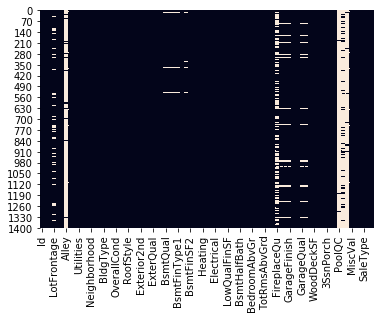 0
70
140
210
280
350
420
490
560
630
700
770
840
910
980
1050
1120
1190
1260
1330
1400
Id
LotFrontage
Alley
Utilities
Neighborhood
BldgType
OverallCond
RoofStyle
Exterior2nd
ExterQual
BsmtQual
BsmtFinType1
BsmtFinSF2
Heating
Electrical
LowQualFinSF
BsmtHalfBath
BedroomAbvGr
TotRmsAbvGrd
FireplaceQu
GarageFinish
GarageQual
WoodDeckSF
3SsnPorch
PoolQC
MiscVal
SaleType